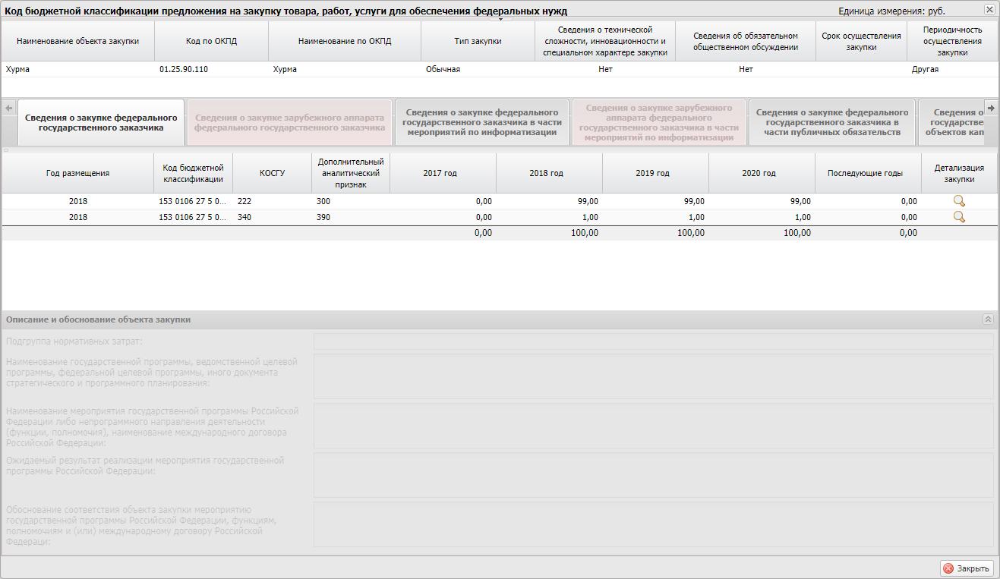 Код бюджетной классификации предложения на закупку товара, работ, услуги для обеспечения федеральных нужд
Единица измерения: руб.
Наименование объекта закупки
Код по ОКПД
Наименование по ОКПД
Тип закупки
Сведения о технической
сложности, инновационности и
специальном характере закупки
Сведения об обязательном
общественном обсуждении
Срок осуществления
закупки
Периодичность
осуществления
закупки
Хурма 01.25.90.110 Хурма Обычная Нет Нет Другая
Сведения о закупке федерального
государственного заказчика
Сведения о закупке зарубежного аппарата
федерального государственного заказчика
Сведения о закупке федерального
государственного заказчика в части
мероприятий по информатизации
Сведения о закупке зарубежного
аппарата федерального
государственного заказчика в части
мероприятий по информатизации
Сведения о закупке федерального
государственного заказчика в
части публичных обязательств
Сведения о
государстве
объектов кап
Год размещения
Код бюджетной
классификации
КОСГУ
Дополнительный
аналитический
признак
2017 год
2018 год
2019 год
2020 год
Последующие годы
Детализация
закупки
2018 153 0106 27 5 0... 222 300 0,00 99,00 99,00 99,00 0,00
2018 153 0106 27 5 0... 340 390 0,00 1,00 1,00 1,00 0,00
0,00 100,00 100,00 100,00 0,00
Описание и обоснование объекта закупки
Подгруппа нормативных затрат:
Наименование государственной программы, ведомственной целевой
программы, федеральной целевой программы, иного документа
стратегического и программного планирования:
Наименование мероприятия государственной программы Российской
Федерации либо непрограммного направления деятельности
(функции, полномочия), наименование международного договора
Российской Федерации:
Ожидаемый результат реализации мероприятия государственной
программы Российской Федерации:
Обоснование соответствия объекта закупки мероприятию
государственной программы Российской Федерации, функциям,
полномочиям и (или) международному договору Российской
Федераци:
Закрыть